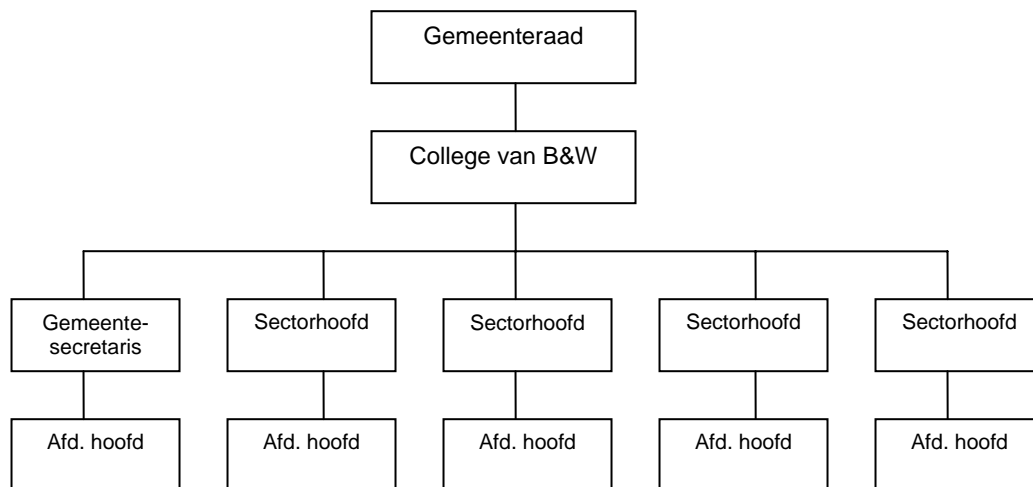 Gemeenteraad
College van B&W
Gemeente-
secretaris
Sectorhoofd
Sectorhoofd
Sectorhoofd
Sectorhoofd
Afd. hoofd
Afd. hoofd
Afd. hoofd
Afd. hoofd
Afd. hoofd